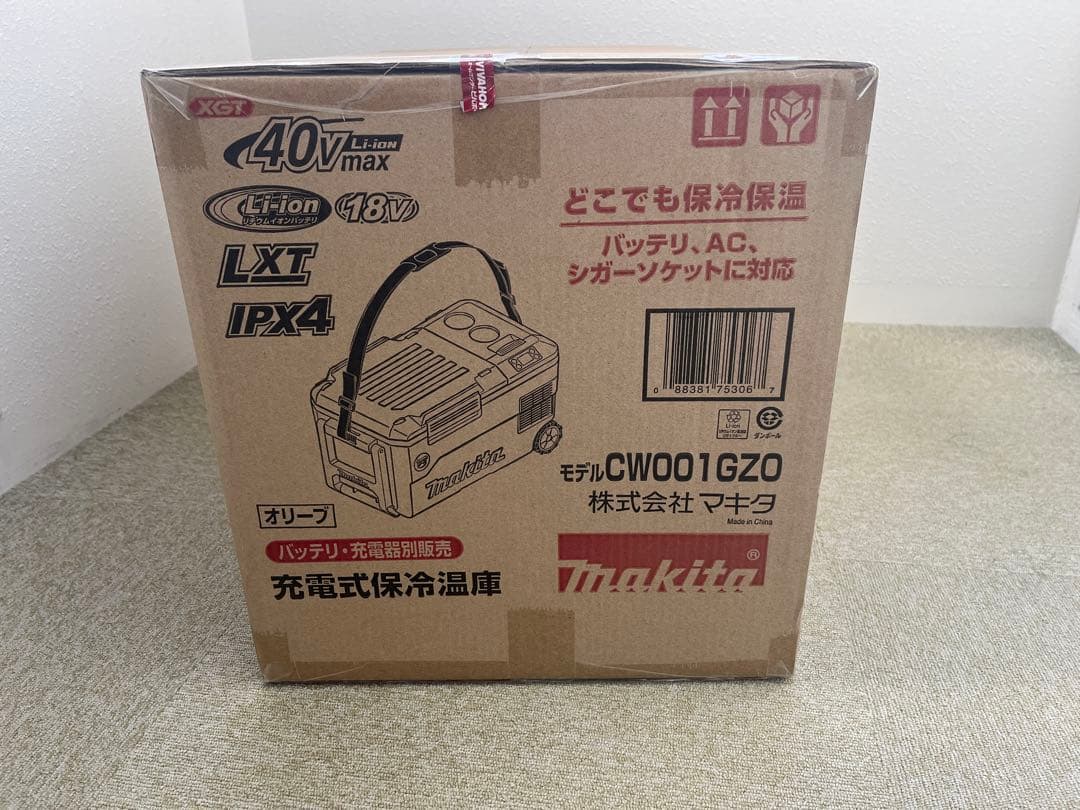 VIVAHOM
XGT
40Vmax Li-ion
Li-ion 18V
リチウムイオンバッテリ
LXT
IPX4
どこでも保冷保温
バッテリ、AC、
シガーソケットに対応
0 88381 75306 7
Li-ion
ダンボール
makita
モデルCW001GZO
株式会社 マキタ
Made in China
オリーブ
バッテリ・充電器別販売
充電式保冷温庫
makita®